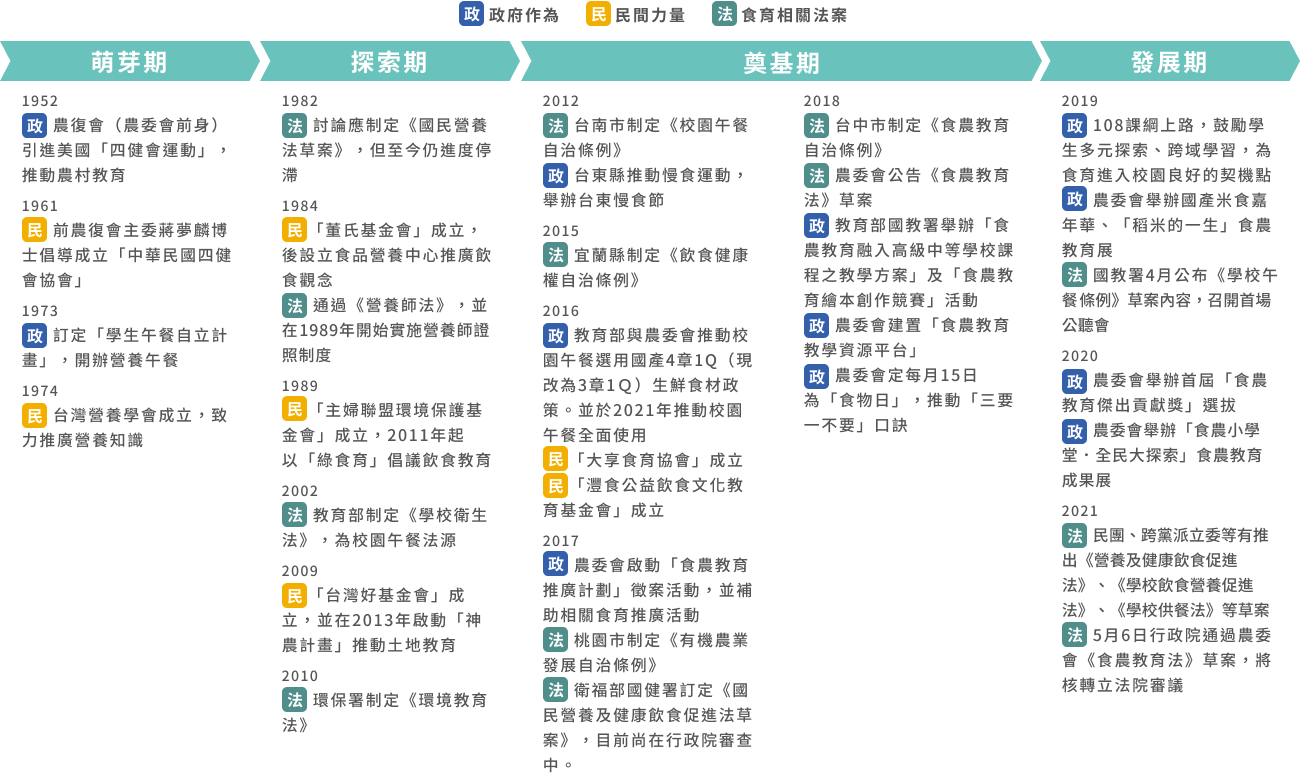 政 政府作為 民 民間力量 法 食育相關法案
萌芽期
1952
政 農復會（農委會前身）
引進美國「四健會運動」，
推動農村教育
1961
民 前農復會主委蔣夢麟博
士倡導成立「中華民國四健
會協會」
1973
政 訂定「學生午餐自立計
畫」，開辦營養午餐
1974
民 台灣營養學會成立，致
力推廣營養知識
探索期
1982
法 討論應制定《國民營養
法草案》，但至今仍進度停
滯
1984
民 「董氏基金會」成立，
後設立食品營養中心推廣飲
食觀念
法 通過《營養師法》，並
在1989年開始實施營養師證
照制度
1989
民 「主婦聯盟環境保護基
金會」成立，2011年起
以「綠食育」倡議飲食教育
2002
法 教育部制定《學校衛生
法》，為校園午餐法源
2009
民 「台灣好基金會」成
立，並在2013年啟動「神
農計畫」推動土地教育
2010
法 環保署制定《環境教育
法》
奠基期
2012
法 台南市制定《校園午餐
自治條例》
政 台東縣推動慢食運動，
舉辦台東慢食節
2015
法 宜蘭縣制定《飲食健康
權自治條例》
2016
政 教育部與農委會推動校
園午餐選用國產4章1Q（現
改為3章1Q）生鮮食材政
策。並於2021年推動校園
午餐全面使用
民 「大享食育協會」成立
民 「灃食公益飲食文化教
育基金會」成立
2017
政 農委會啟動「食農教育
推廣計劃」徵案活動，並補
助相關食育推廣活動
法 桃園市制定《有機農業
發展自治條例》
法 衛福部國健署訂定《國
民營養及健康飲食促進法草
案》，目前尚在行政院審查
中。
2018
法 台中市制定《食農教育
自治條例》
法 農委會公告《食農教育
法》草案
政 教育部國教署舉辦「食
農教育融入高級中等學校課
程之教學方案」及「食農教
育繪本創作競賽」活動
政 農委會建置「食農教育
教學資源平台」
政 農委會定每月15日
為「食物日」，推動「三要
一不要」口訣
發展期
2019
政 108課綱上路，鼓勵學
生多元探索、跨域學習，為
食育進入校園良好的契機點
政 農委會舉辦國產米食嘉
年華、「稻米的一生」食農
教育展
法 國教署4月公布《學校午
餐條例》草案內容，召開首場
公聽會
2020
政 農委會舉辦首屆「食農
教育傑出貢獻獎」選拔
政 農委會舉辦「食農小學
堂．全民大探索」食農教育
成果展
2021
法 民團、跨黨派立委等有推
出《營養及健康飲食促進
法》、《學校飲食營養促進
法》、《學校供餐法》等草案
法 5月6日行政院通過農委
會《食農教育法》草案，將
核轉立法院審議